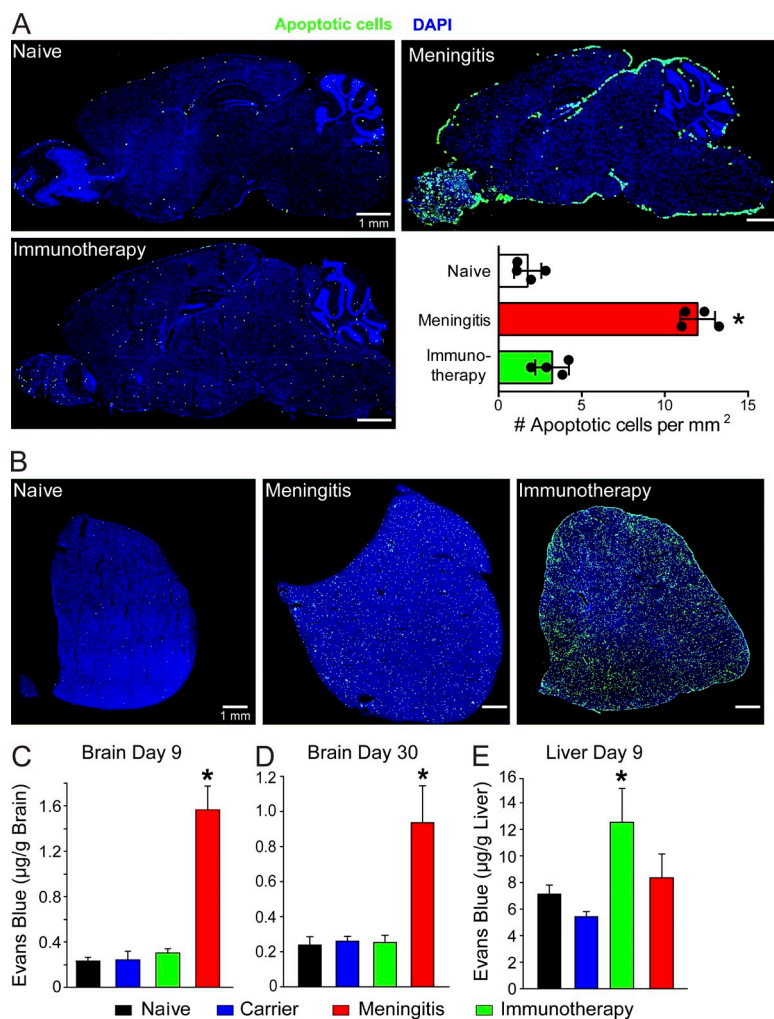 A
Apoptotic cells DAPI
Naive
1 mm
Meningitis
Immunotherapy
Naive
Meningitis
*
Immuno-
therapy
0 5 10 15
# Apoptotic cells per mm²
B
Naive
1 mm
Meningitis
Immunotherapy
C
Brain Day 9
Evans Blue (µg/g Brain)
1.6
1.2
0.8
0.4
0
*
D
Brain Day 30
1.2
1.0
0.8
0.6
0.4
0.2
0
*
E
Liver Day 9
Evans Blue (µg/g Liver)
16
14
12
10
8
6
4
2
0
*
Naive Carrier Meningitis Immunotherapy